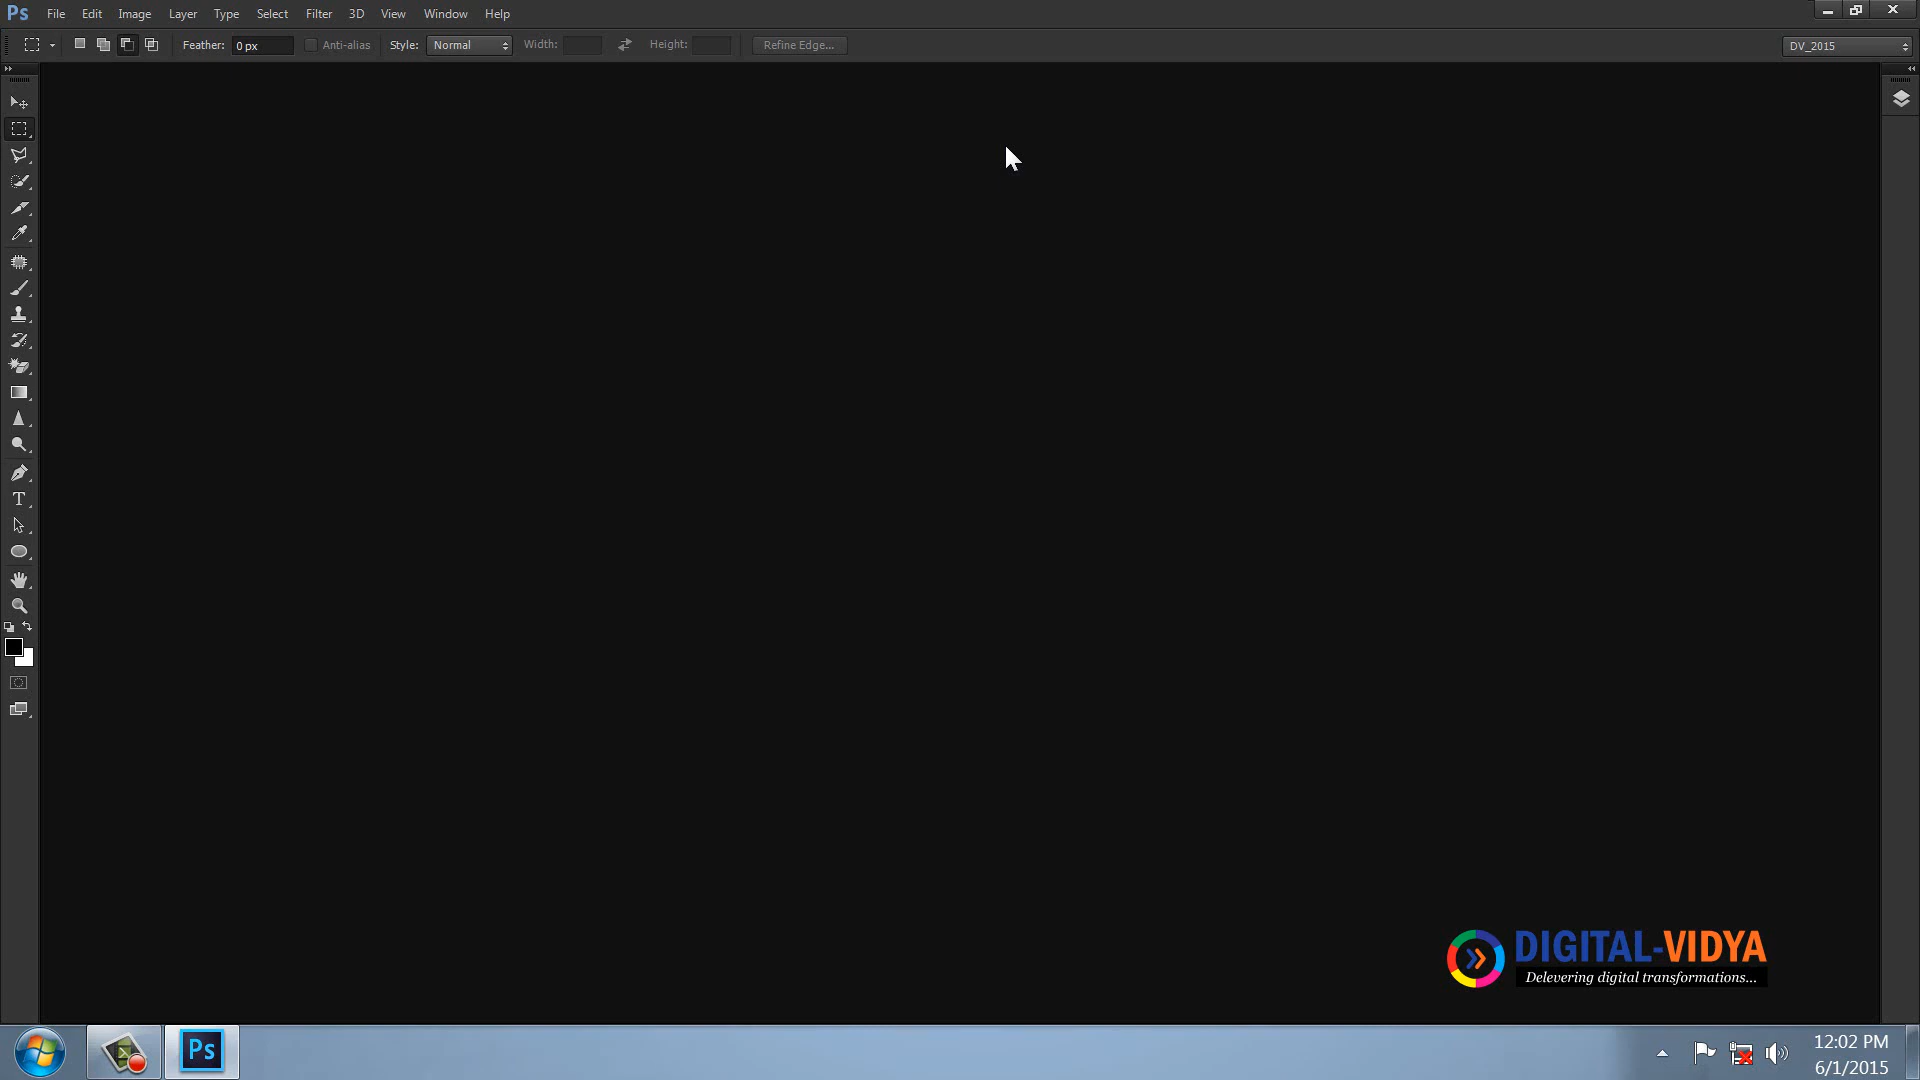 Ps File Edit Image Layer Type Select Filter 3D View Window Help
Feather: 0 px Anti-alias Style: Normal Width: Height: Refine Edge... DV_2015
T
DIGITAL-VIDYA
Delevering digital transformations...
Ps
12:02 PM
6/1/2015